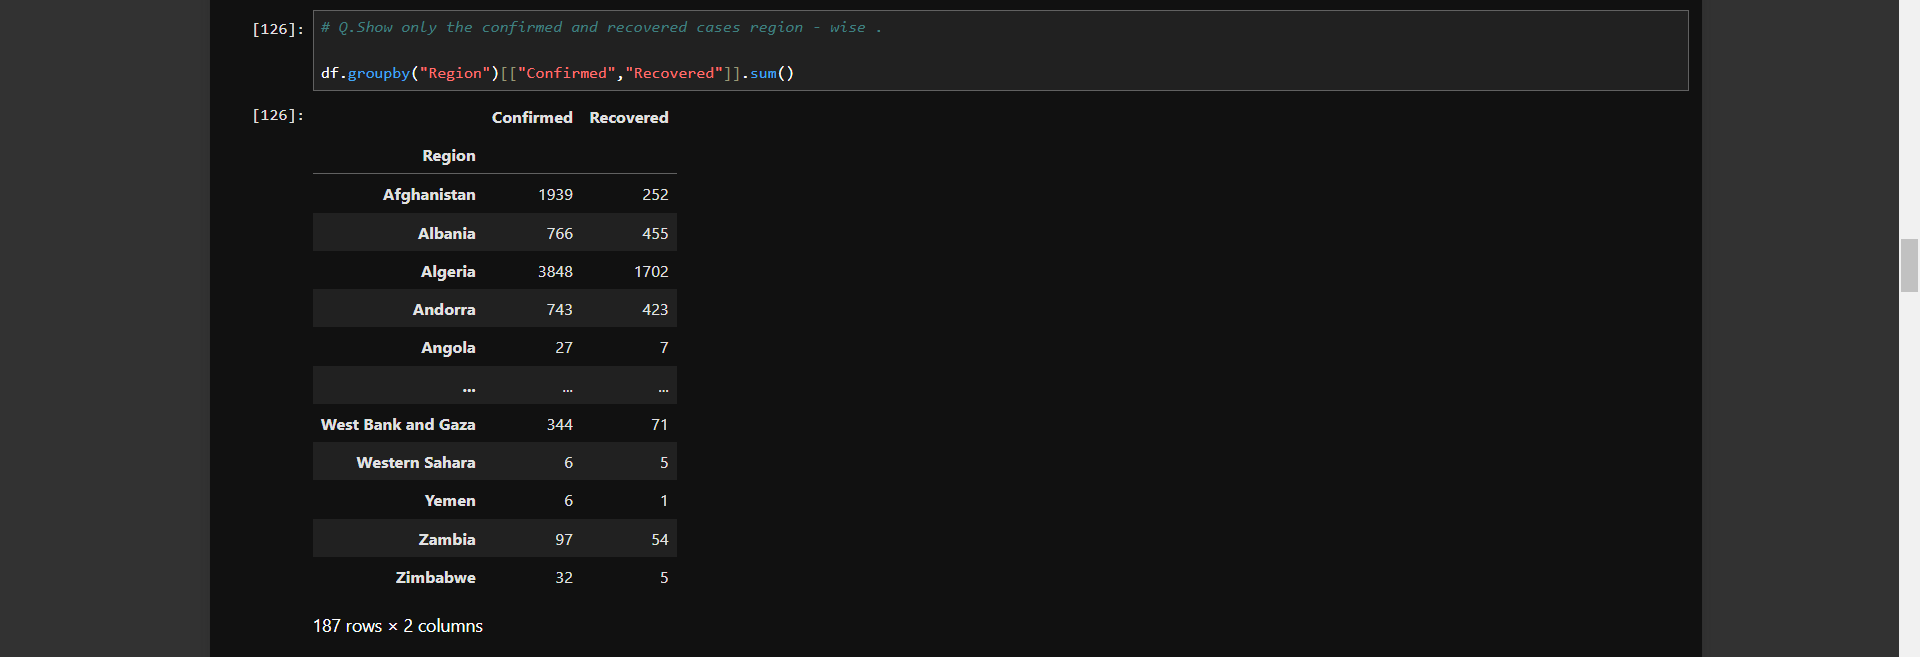 [126]: # Q.Show only the confirmed and recovered cases region - wise .
df.groupby("Region")[["Confirmed","Recovered"]].sum()
[126]: Confirmed Recovered
Region
Afghanistan 1939 252
Albania 766 455
Algeria 3848 1702
Andorra 743 423
Angola 27 7
... ... ...
West Bank and Gaza 344 71
Western Sahara 6 5
Yemen 6 1
Zambia 97 54
Zimbabwe 32 5
187 rows × 2 columns